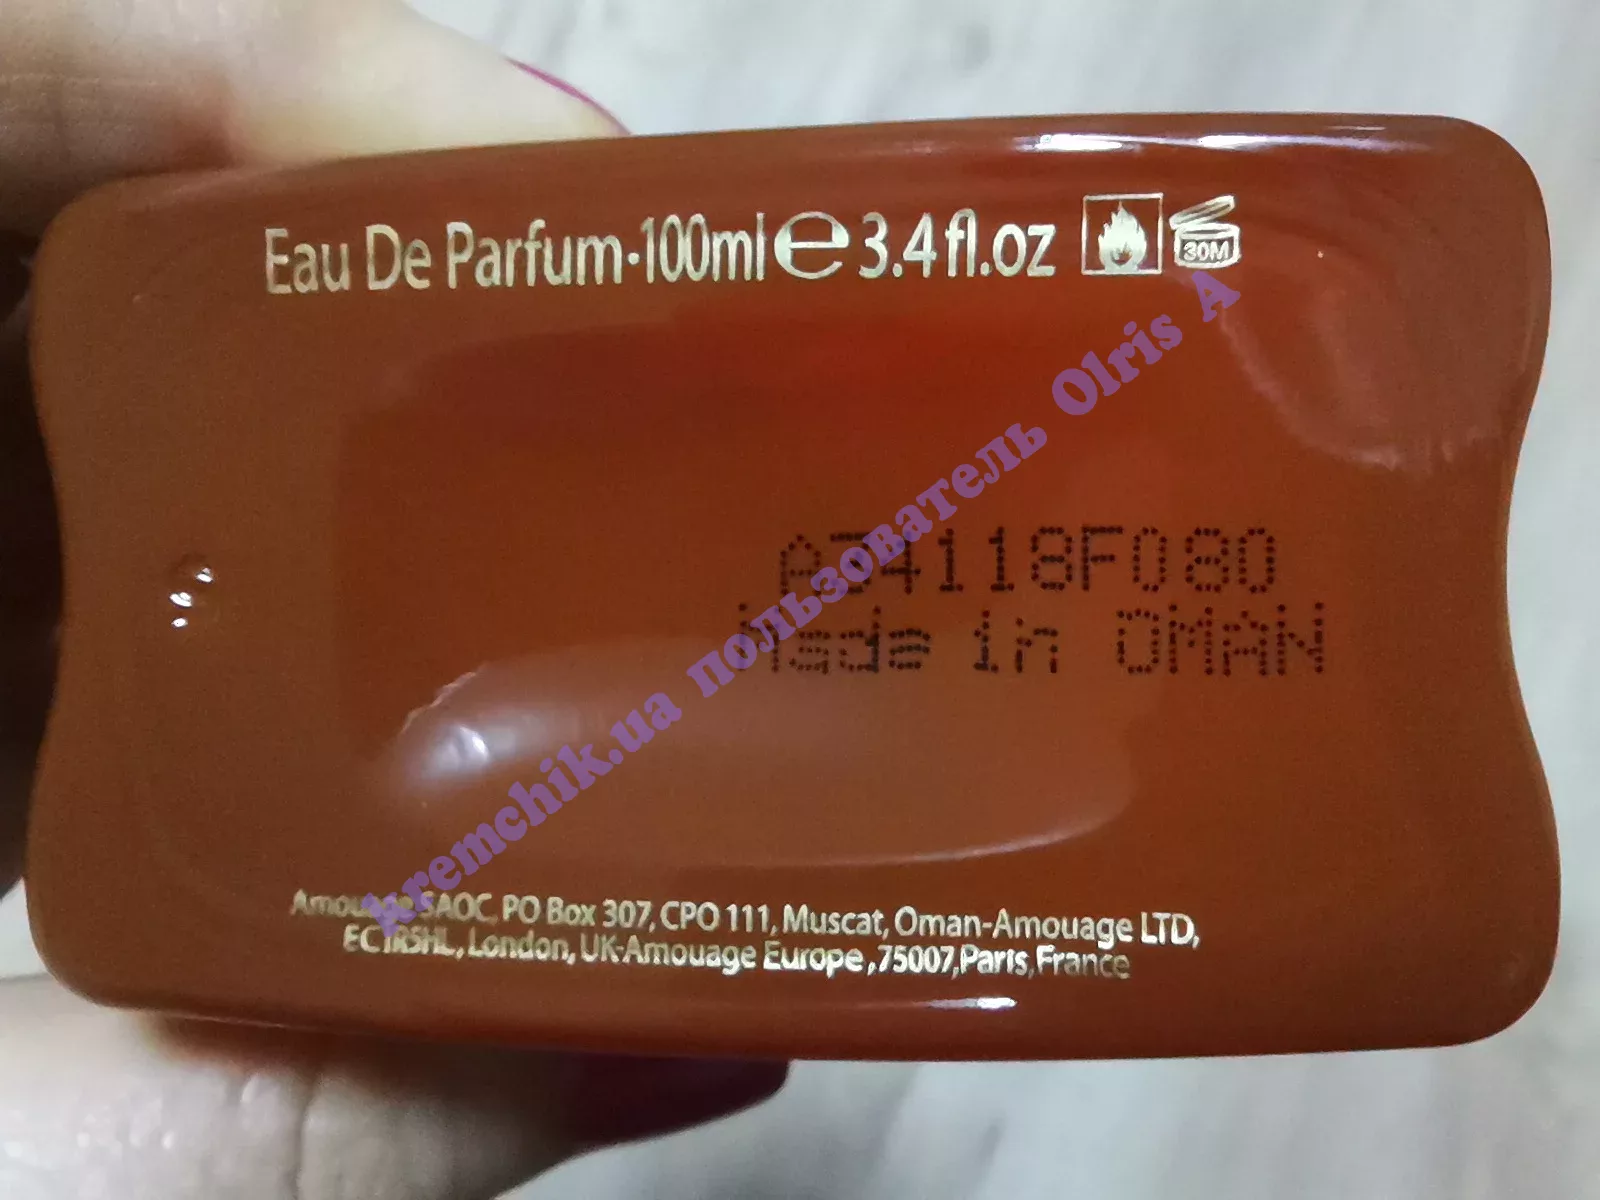 Eau De Parfum·100ml ℮ 3.4 fl.oz
30M
A34118F080
Made in OMAN
Amouage SAOC, PO Box 307, CPO 111, Muscat, Oman-Amouage LTD,
EC1R5HL, London, UK-Amouage Europe, 75007, Paris, France
kremchik.ua пользователь Olris A